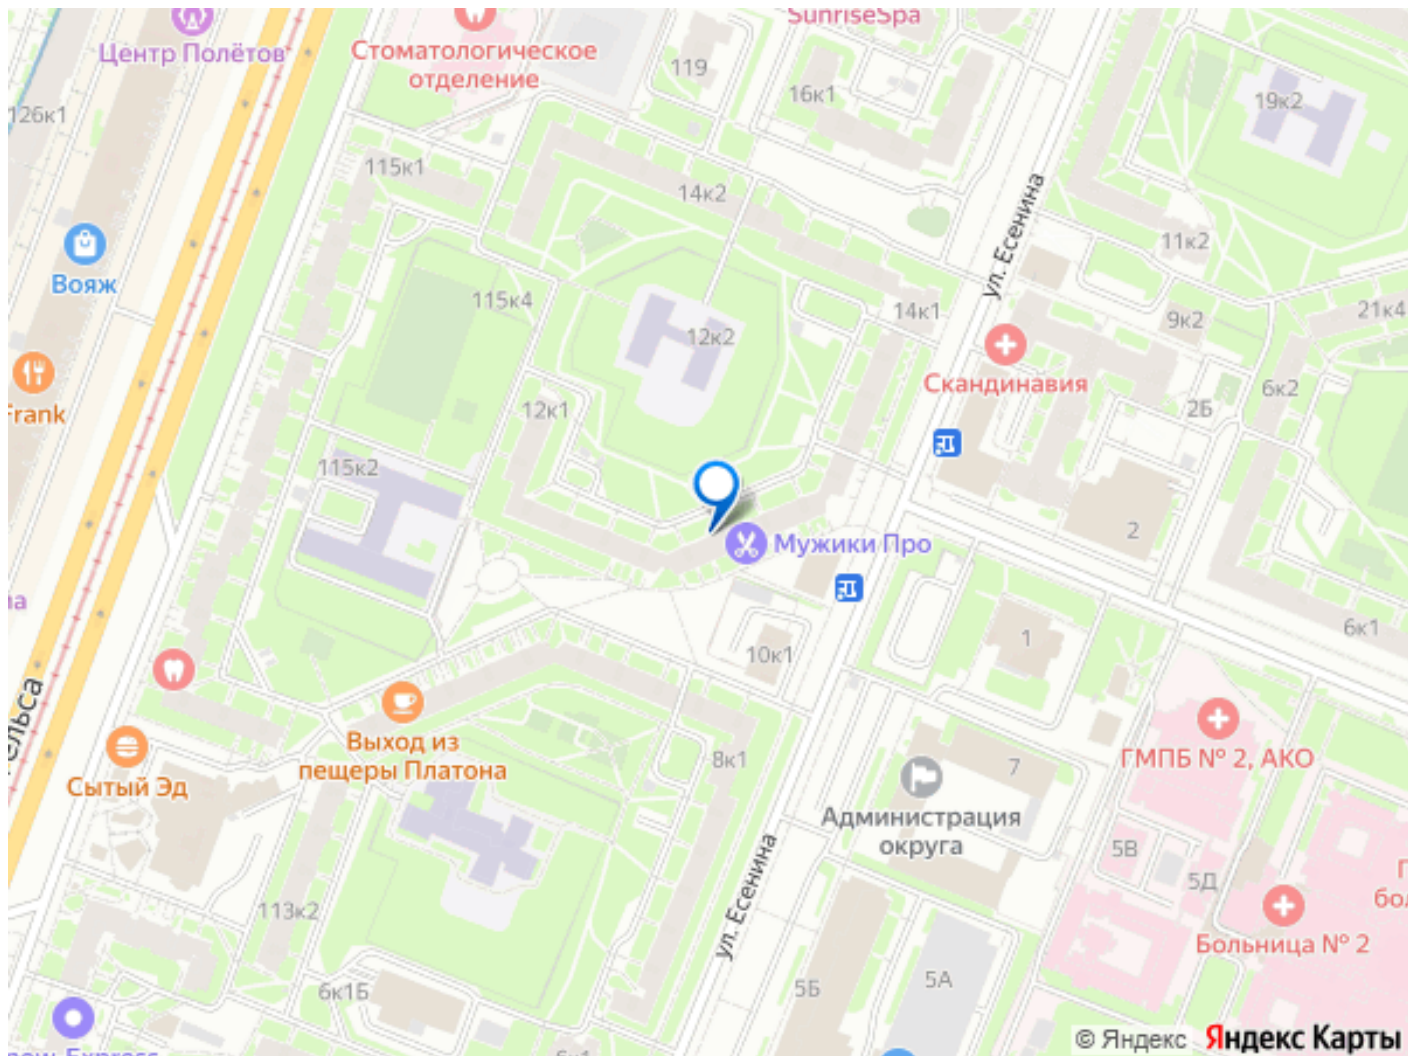 SunriseSpa
Центр Полётов
Стоматологическое
отделение
119
16к1
19к2
126к1
115к1
14к2
ул. Есенина
11к2
Вояж
115к4
12к2
14к1
9к2
21к4
Скандинавия
Frank
12к1
6к2
2Б
115к2
2
Мужики Про
10к1
1
6к1
Выход из
пещеры Платона
8к1
7
ГМПБ № 2, АКО
Сытый Эд
Администрация
округа
5В
5Д
113к2
ул. Есенина
Больница № 2
6к1Б
5Б
5А
© Яндекс
Яндекс Карты